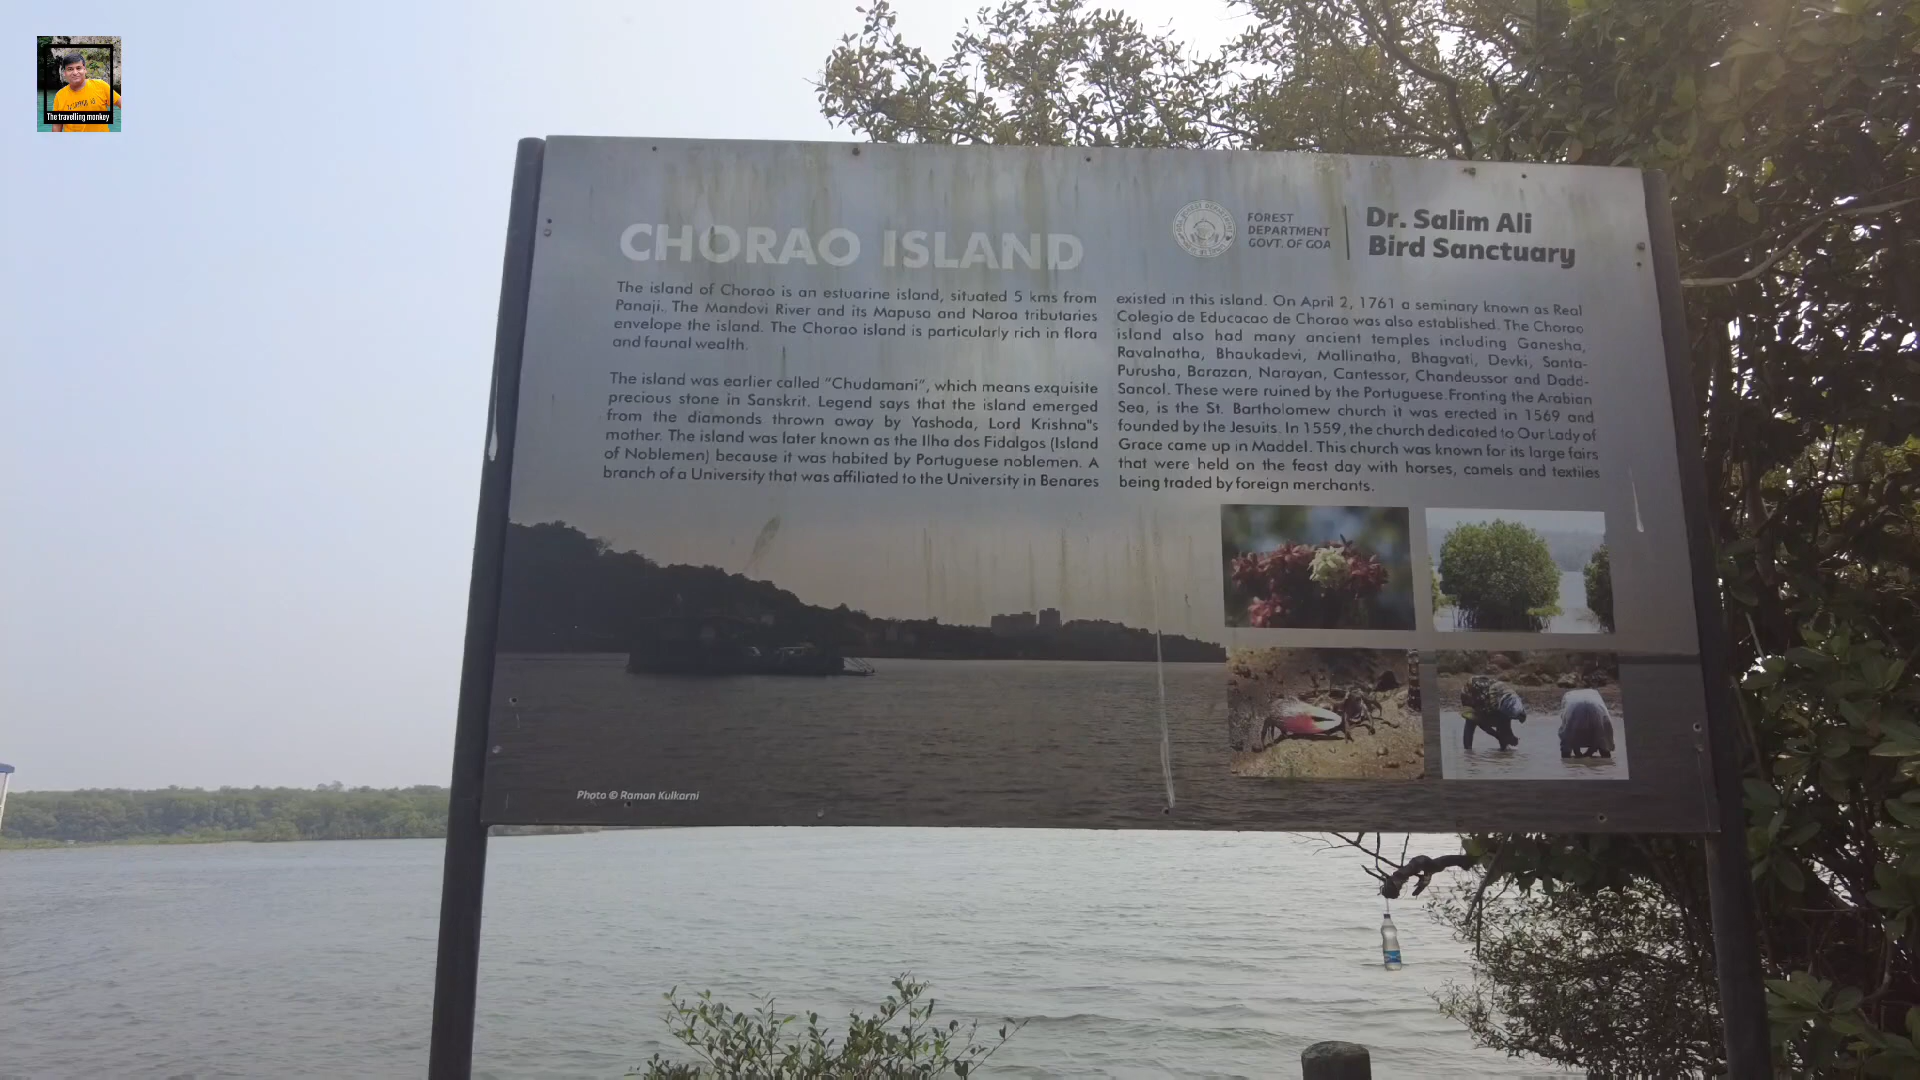 The travelling monkey
CHORAO ISLAND
FOREST
DEPARTMENT
GOVT. OF GOA
Dr. Salim Ali
Bird Sanctuary
The island of Chorao is an estuarine island, situated 5 kms from
Panaji. The Mandovi River and its Mapusa and Naroa tributaries
envelope the island. The Chorao island is particularly rich in flora
and faunal wealth.
The island was earlier called "Chudamani", which means exquisite
precious stone in Sanskrit. Legend says that the island emerged
from the diamonds thrown away by Yashoda, Lord Krishna"s
mother. The island was later known as the Ilha dos Fidalgos (Island
of Noblemen) because it was habited by Portuguese noblemen. A
branch of a University that was affiliated to the University in Benares
existed in this island. On April 2, 1761 a seminary known as Real
Colegio de Educacao de Chorao was also established. The Chorao
island also had many ancient temples including Ganesha,
Ravalnatha, Bhaukadevi, Mallinatha, Bhagvati, Devki, Santa-
Purusha, Barazan, Narayan, Cantessor, Chandeussor and Dadd-
Sancol. These were ruined by the Portuguese. Fronting the Arabian
Sea, is the St. Bartholomew church it was erected in 1569 and
founded by the Jesuits. In 1559, the church dedicated to Our Lady of
Grace came up in Maddel. This church was known for its large fairs
that were held on the feast day with horses, camels and textiles
being traded by foreign merchants.
Photo © Raman Kulkarni